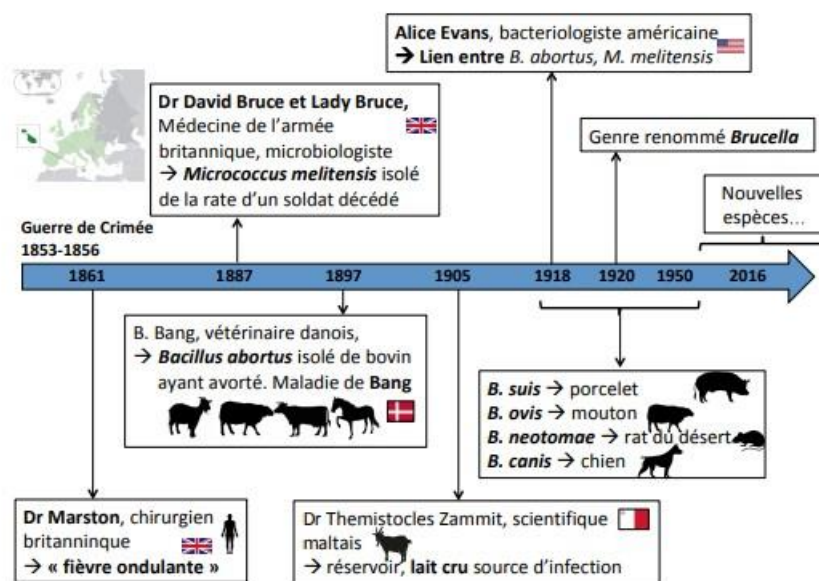 Alice Evans, bacteriologiste américaine
→ Lien entre B. abortus, M. melitensis
Dr David Bruce et Lady Bruce,
Médecine de l'armée
britannique, microbiologiste
→ Micrococcus melitensis isolé
de la rate d'un soldat décédé
Genre renommé Brucella
Nouvelles
espèces…
Guerre de Crimée
1853-1856
1861 1887 1897 1905 1918 1920 1950 2016
B. Bang, vétérinaire danois,
→ Bacillus abortus isolé de bovin
ayant avorté. Maladie de Bang
B. suis → porcelet
B. ovis → mouton
B. neotomae → rat du désert
B. canis → chien
Dr Marston, chirurgien
britanninque
→ « fièvre ondulante »
Dr Themistocles Zammit, scientifique
maltais
→ réservoir, lait cru source d'infection